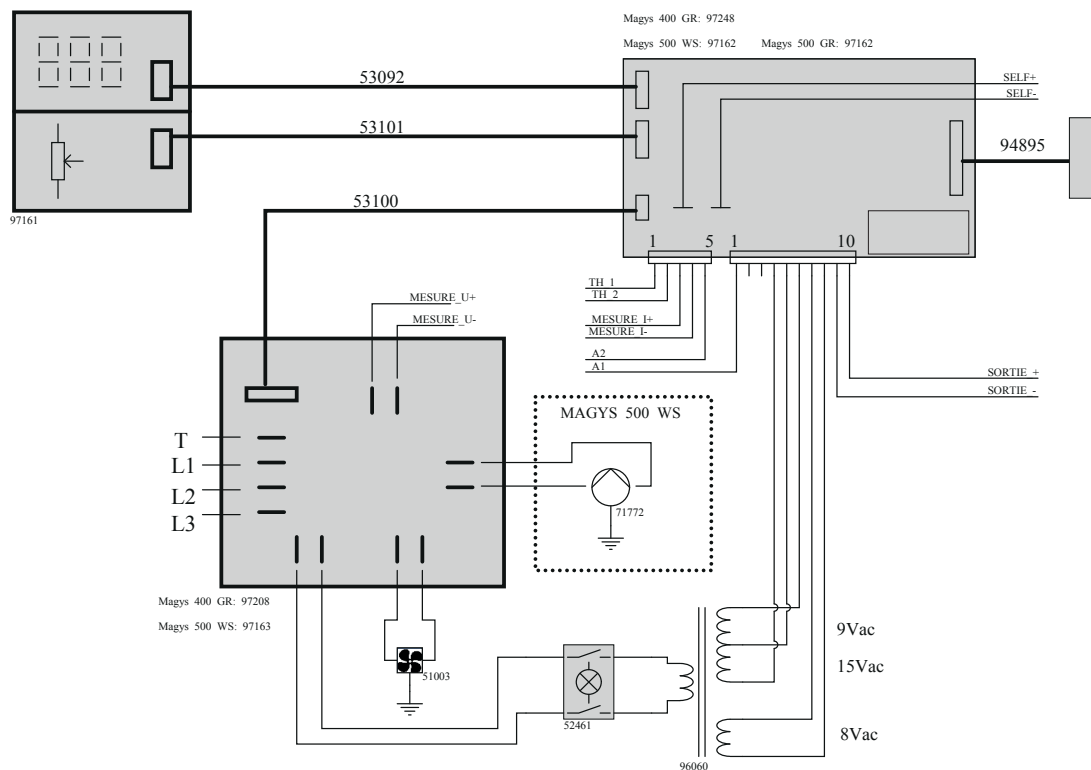 Magys 400 GR: 97248
Magys 500 WS: 97162 Magys 500 GR: 97162
53092
SELF+
SELF-
53101
94895
53100
97161
1 5 1 10
TH_1
TH_2
MESURE_U+
MESURE_U-
MESURE_I+
MESURE_I-
A2
A1
SORTIE_+
SORTIE_-
MAGYS 500 WS
T
L1
L2
L3
71772
Magys 400 GR: 97208
Magys 500 WS: 97163
9Vac
15Vac
51003
52461
8Vac
96060